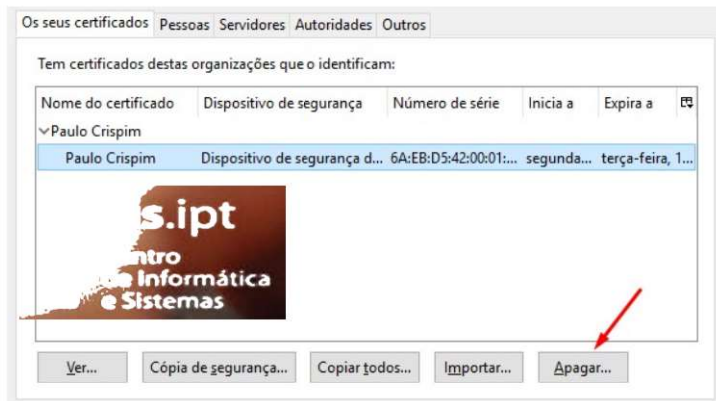 Os seus certificados Pessoas Servidores Autoridades Outros
Tem certificados destas organizações que o identificam:
Nome do certificado Dispositivo de segurança Número de série Inicia a Expira a
Paulo Crispim
Paulo Crispim Dispositivo de segurança d... 6A:EB:D5:42:00:01:... segunda... terça-feira, 1...
s.ipt
ntro
e Informática
e Sistemas
Ver... Cópia de segurança... Copiar todos... Importar... Apagar...